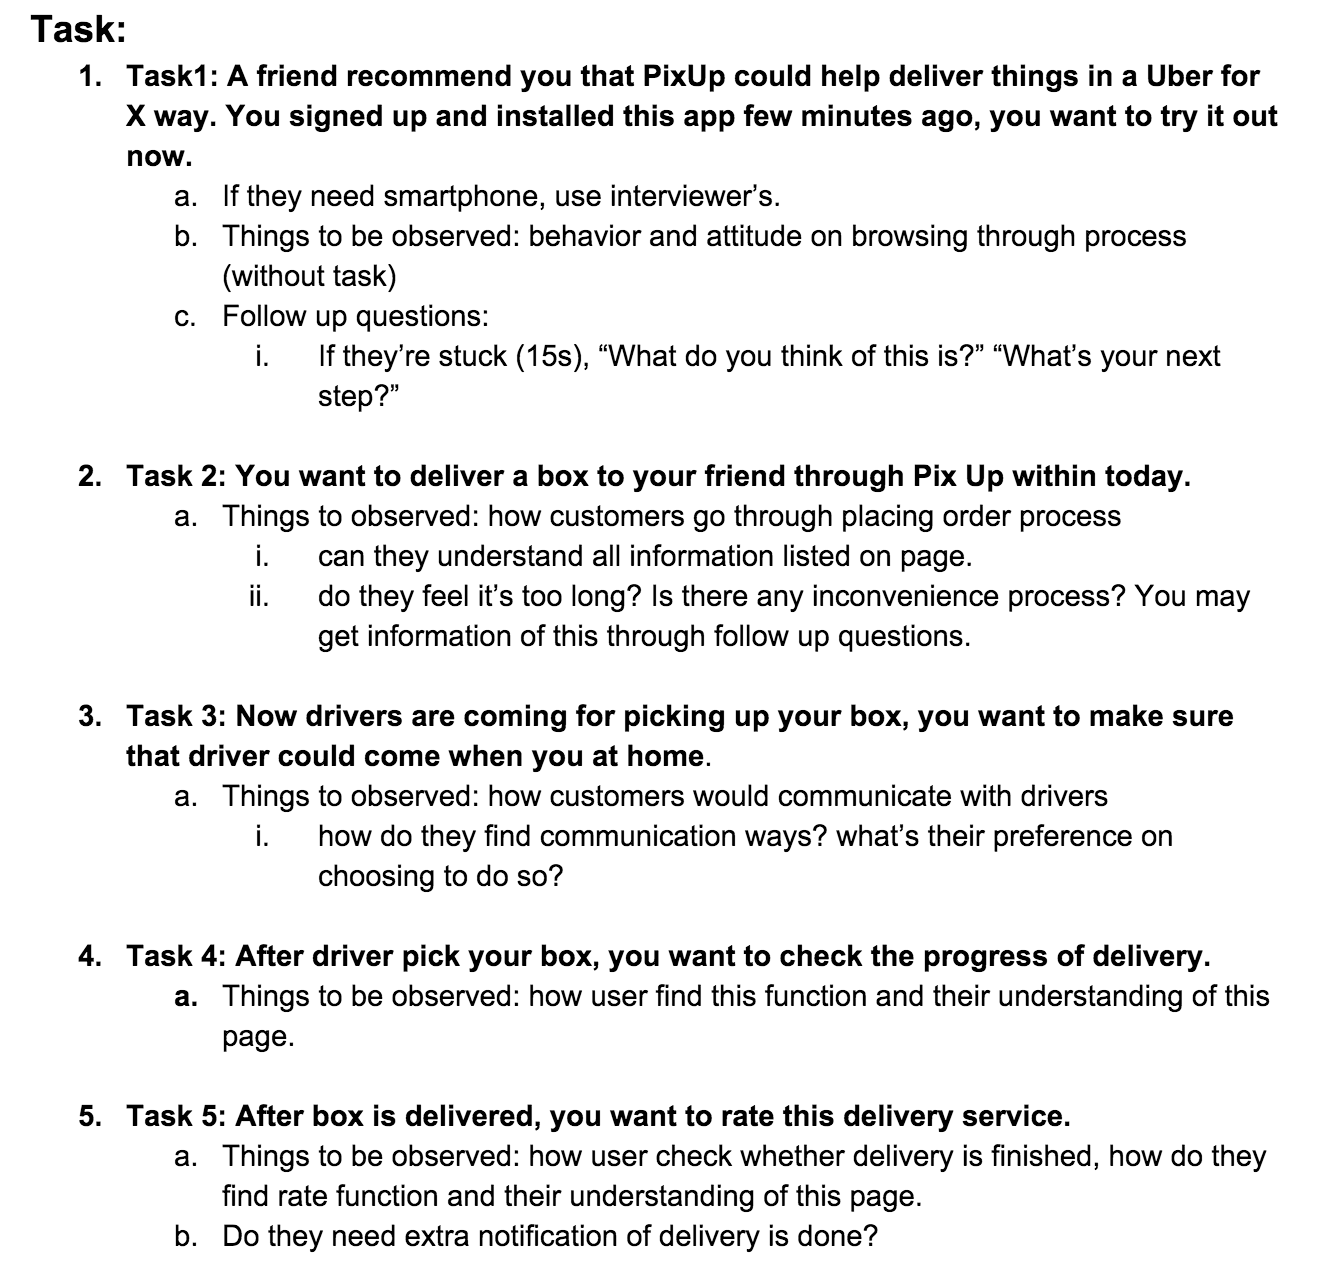 Task:
1. Task1: A friend recommend you that PixUp could help deliver things in a Uber for
X way. You signed up and installed this app few minutes ago, you want to try it out
now.
a. If they need smartphone, use interviewer's.
b. Things to be observed: behavior and attitude on browsing through process
(without task)
c. Follow up questions:
i. If they’re stuck (15s), “What do you think of this is?” “What’s your next
step?”
2. Task 2: You want to deliver a box to your friend through Pix Up within today.
a. Things to observed: how customers go through placing order process
i. can they understand all information listed on page.
ii. do they feel it’s too long? Is there any inconvenience process? You may
get information of this through follow up questions.
3. Task 3: Now drivers are coming for picking up your box, you want to make sure
that driver could come when you at home.
a. Things to observed: how customers would communicate with drivers
i. how do they find communication ways? what’s their preference on
choosing to do so?
4. Task 4: After driver pick your box, you want to check the progress of delivery.
a. Things to be observed: how user find this function and their understanding of this
page.
5. Task 5: After box is delivered, you want to rate this delivery service.
a. Things to be observed: how user check whether delivery is finished, how do they
find rate function and their understanding of this page.
b. Do they need extra notification of delivery is done?